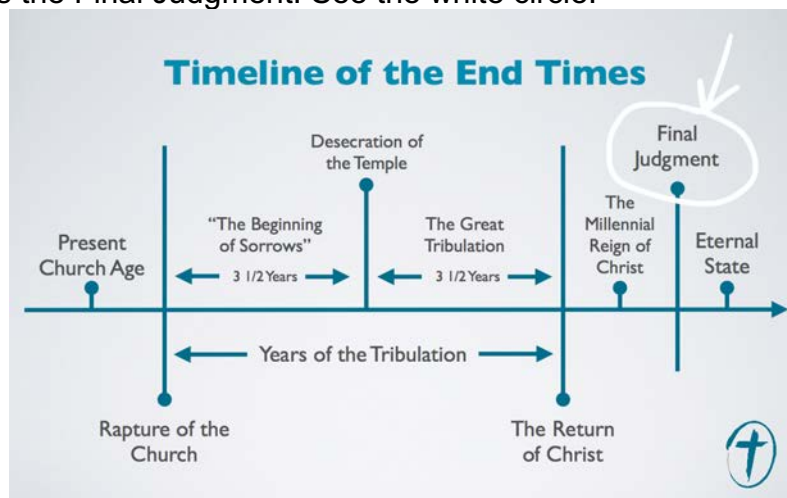 the Final Judgment. See the white circle.
Timeline of the End Times
Desecration of
the Temple
Final
Judgment
"The Beginning
of Sorrows"
3 1/2 Years
The Great
Tribulation
3 1/2 Years
The
Millennial
Reign of
Christ
Present
Church Age
Eternal
State
Years of the Tribulation
Rapture of the
Church
The Return
of Christ